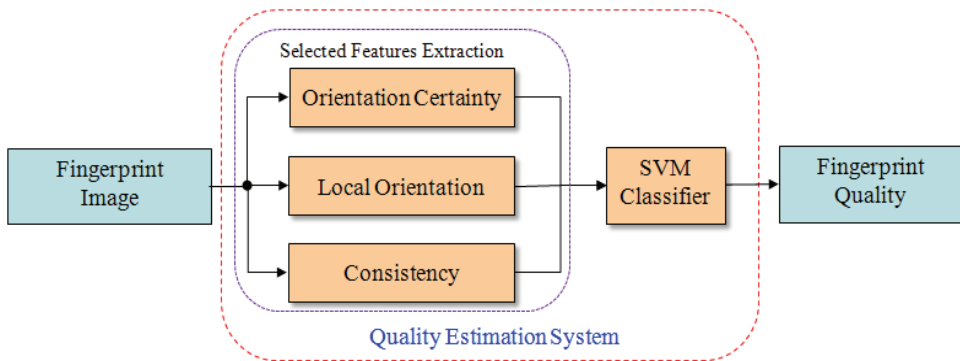 Selected Features Extraction
Orientation Certainty
Fingerprint
Image
Local Orientation
SVM
Classifier
Fingerprint
Quality
Consistency
Quality Estimation System